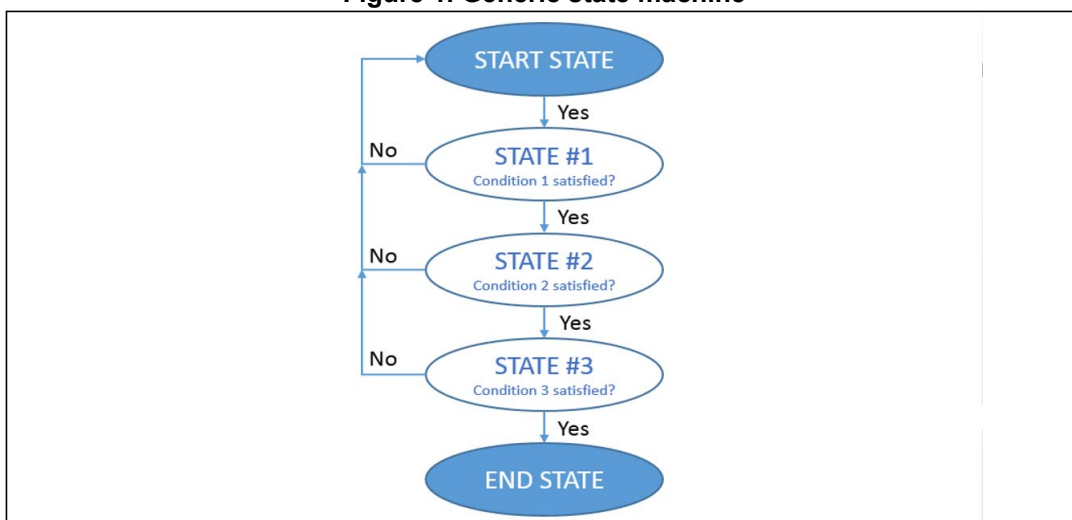 Figure 1. Generic state machine
START STATE
Yes
No
STATE #1
Condition 1 satisfied?
Yes
No
STATE #2
Condition 2 satisfied?
Yes
No
STATE #3
Condition 3 satisfied?
Yes
END STATE